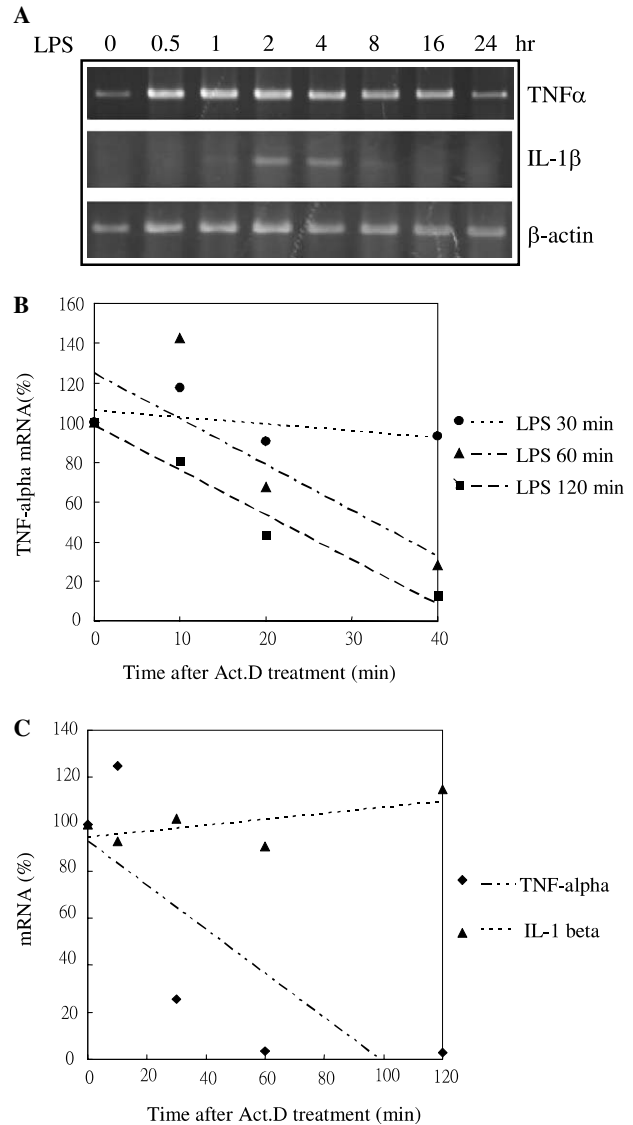 A
LPS 0 0.5 1 2 4 8 16 24 hr
TNFα
IL-1β
β-actin
B
160
140
120
100
80
60
40
20
0
TNF-alpha mRNA(%)
0 10 20 30 40
Time after Act.D treatment (min)
LPS 30 min
LPS 60 min
LPS 120 min
C
140
120
100
80
60
40
20
0
mRNA (%)
0 20 40 60 80 100 120
Time after Act.D treatment (min)
TNF-alpha
IL-1 beta